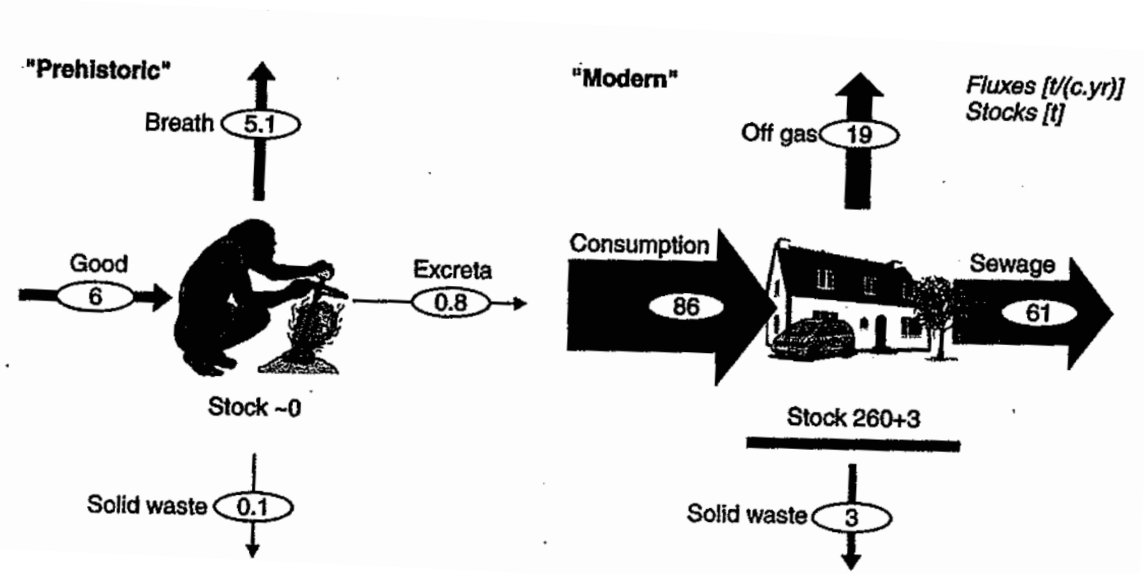 "Prehistoric"
Breath 5.1
Good
6
Excreta
0.8
Stock ~0
Solid waste 0.1
"Modern"
Fluxes [t/(c.yr)]
Stocks [t]
Off gas 19
Consumption
86
Sewage
61
Stock 260+3
Solid waste 3